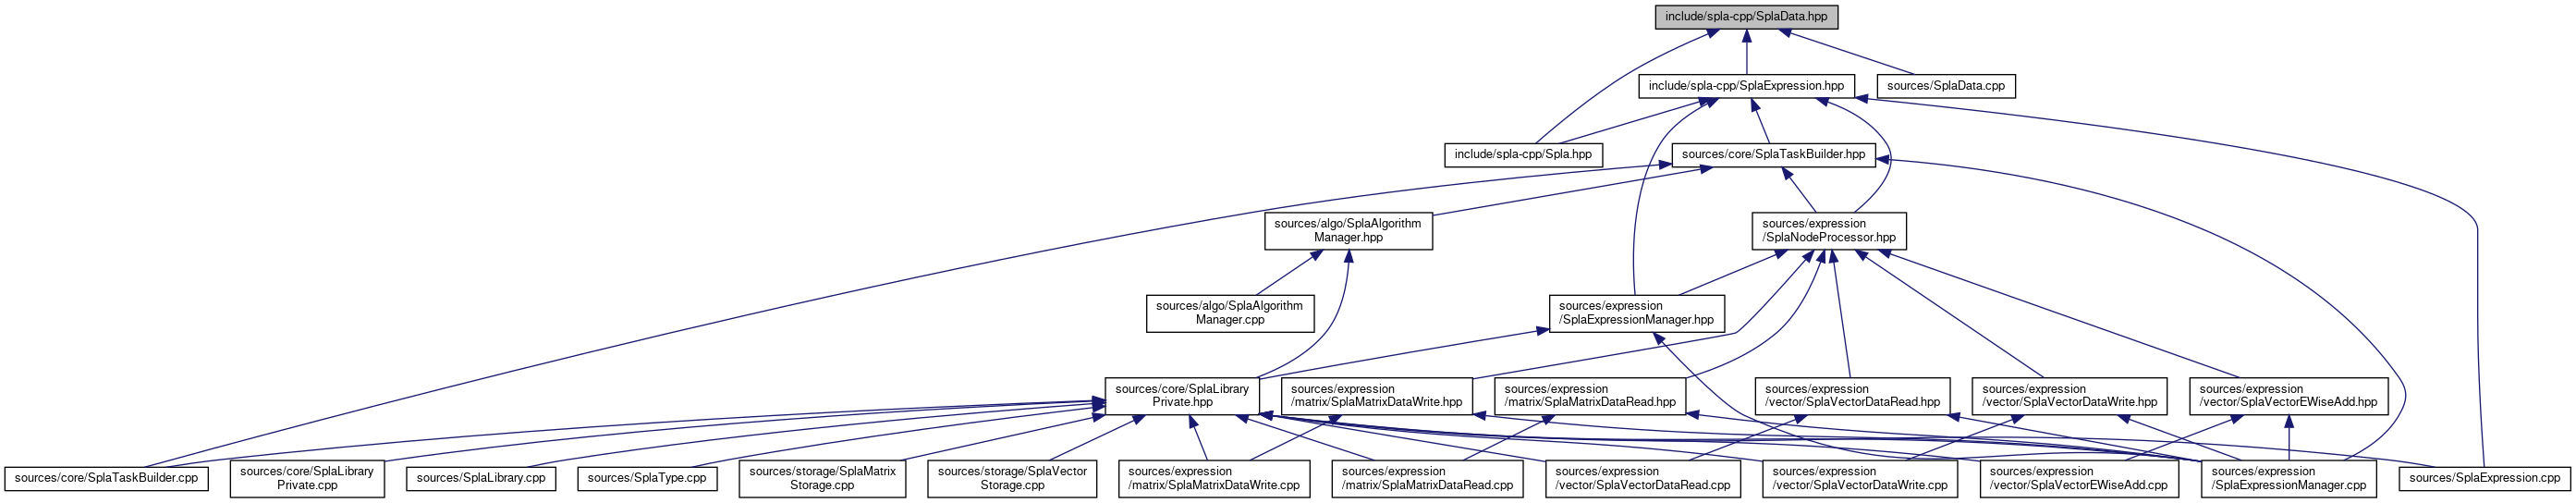 include/spla-cpp/SplaData.hpp
include/spla-cpp/SplaExpression.hpp
sources/SplaData.cpp
include/spla-cpp/Spla.hpp
sources/core/SplaTaskBuilder.hpp
sources/algo/SplaAlgorithm
Manager.hpp
sources/expression
/SplaNodeProcessor.hpp
sources/algo/SplaAlgorithm
Manager.cpp
sources/expression
/SplaExpressionManager.hpp
sources/core/SplaLibrary
Private.hpp
sources/expression
/matrix/SplaMatrixDataWrite.hpp
sources/expression
/matrix/SplaMatrixDataRead.hpp
sources/expression
/vector/SplaVectorDataRead.hpp
sources/expression
/vector/SplaVectorDataWrite.hpp
sources/expression
/vector/SplaVectorEWiseAdd.hpp
sources/core/SplaTaskBuilder.cpp
sources/core/SplaLibrary
Private.cpp
sources/SplaLibrary.cpp
sources/SplaType.cpp
sources/storage/SplaMatrix
Storage.cpp
sources/storage/SplaVector
Storage.cpp
sources/expression
/matrix/SplaMatrixDataWrite.cpp
sources/expression
/matrix/SplaMatrixDataRead.cpp
sources/expression
/vector/SplaVectorDataRead.cpp
sources/expression
/vector/SplaVectorDataWrite.cpp
sources/expression
/vector/SplaVectorEWiseAdd.cpp
sources/expression
/SplaExpressionManager.cpp
sources/SplaExpression.cpp